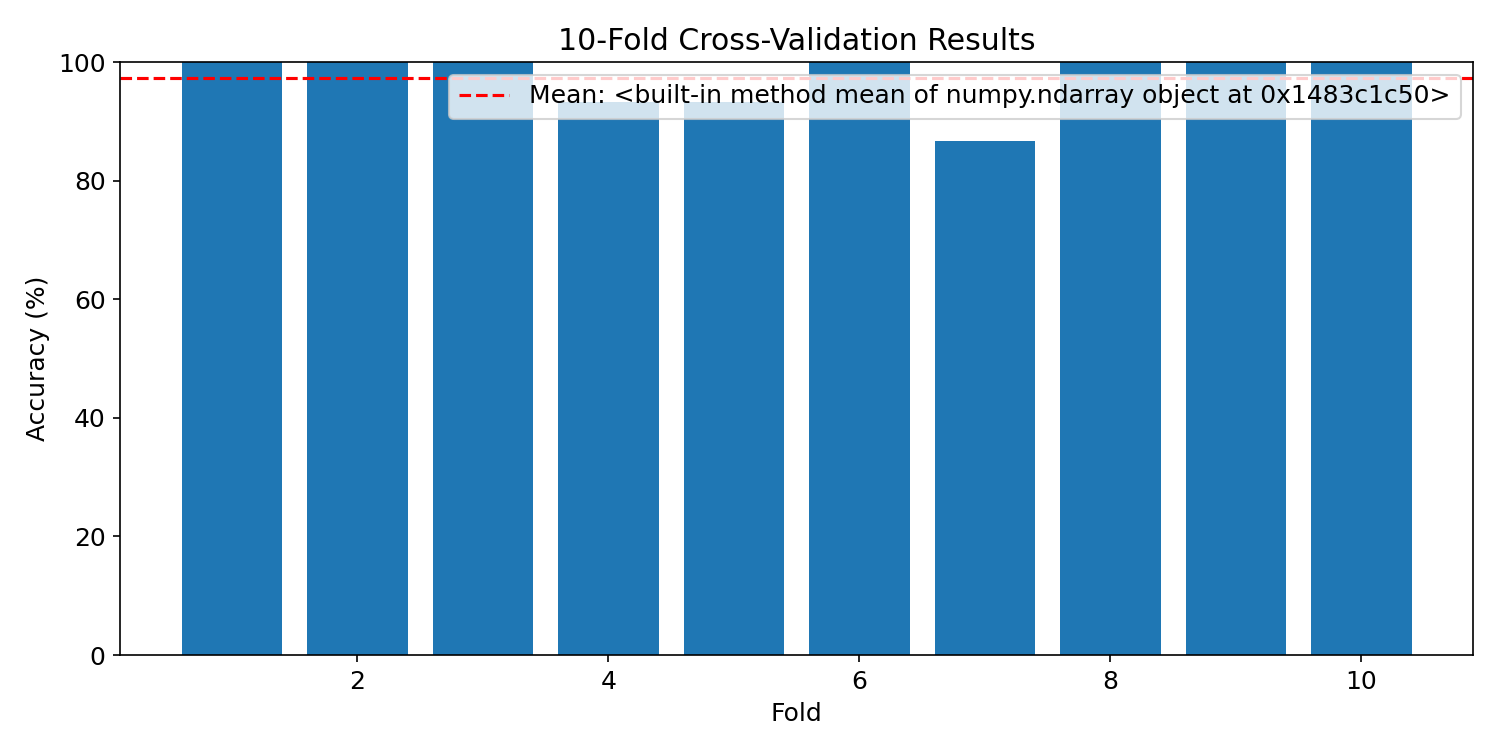 10-Fold Cross-Validation Results
Mean: <built-in method mean of numpy.ndarray object at 0x1483c1c50>
Accuracy (%)
100
80
60
40
20
0
2 4 6 8 10
Fold